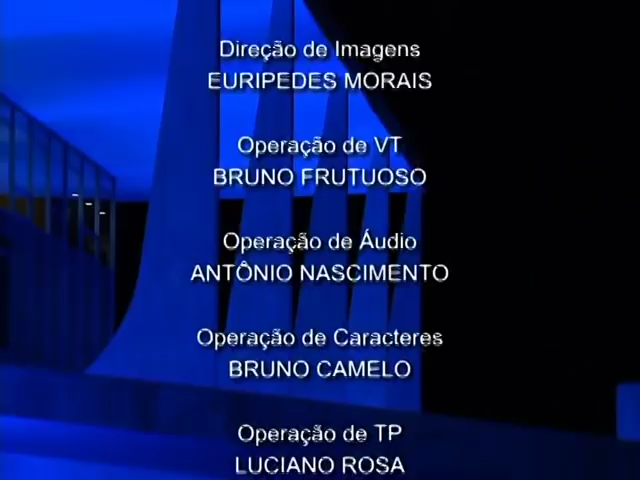 Direção de Imagens
EURIPEDES MORAIS
Operação de VT
BRUNO FRUTUOSO
Operação de Áudio
ANTÔNIO NASCIMENTO
Operação de Caracteres
BRUNO CAMELO
Operação de TP
LUCIANO ROSA